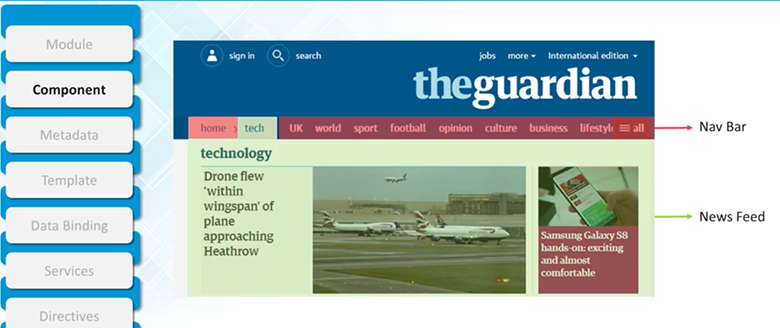 Module
Component
Metadata
Template
Data Binding
Services
Directives
sign in
search
jobs
more
International edition
theguardian
home
tech
UK
world
sport
football
opinion
culture
business
lifestyle
all
Nav Bar
technology
Drone flew
'within
wingspan' of
plane
approaching
Heathrow
Samsung Galaxy S8
hands-on: exciting
and almost
comfortable
News Feed